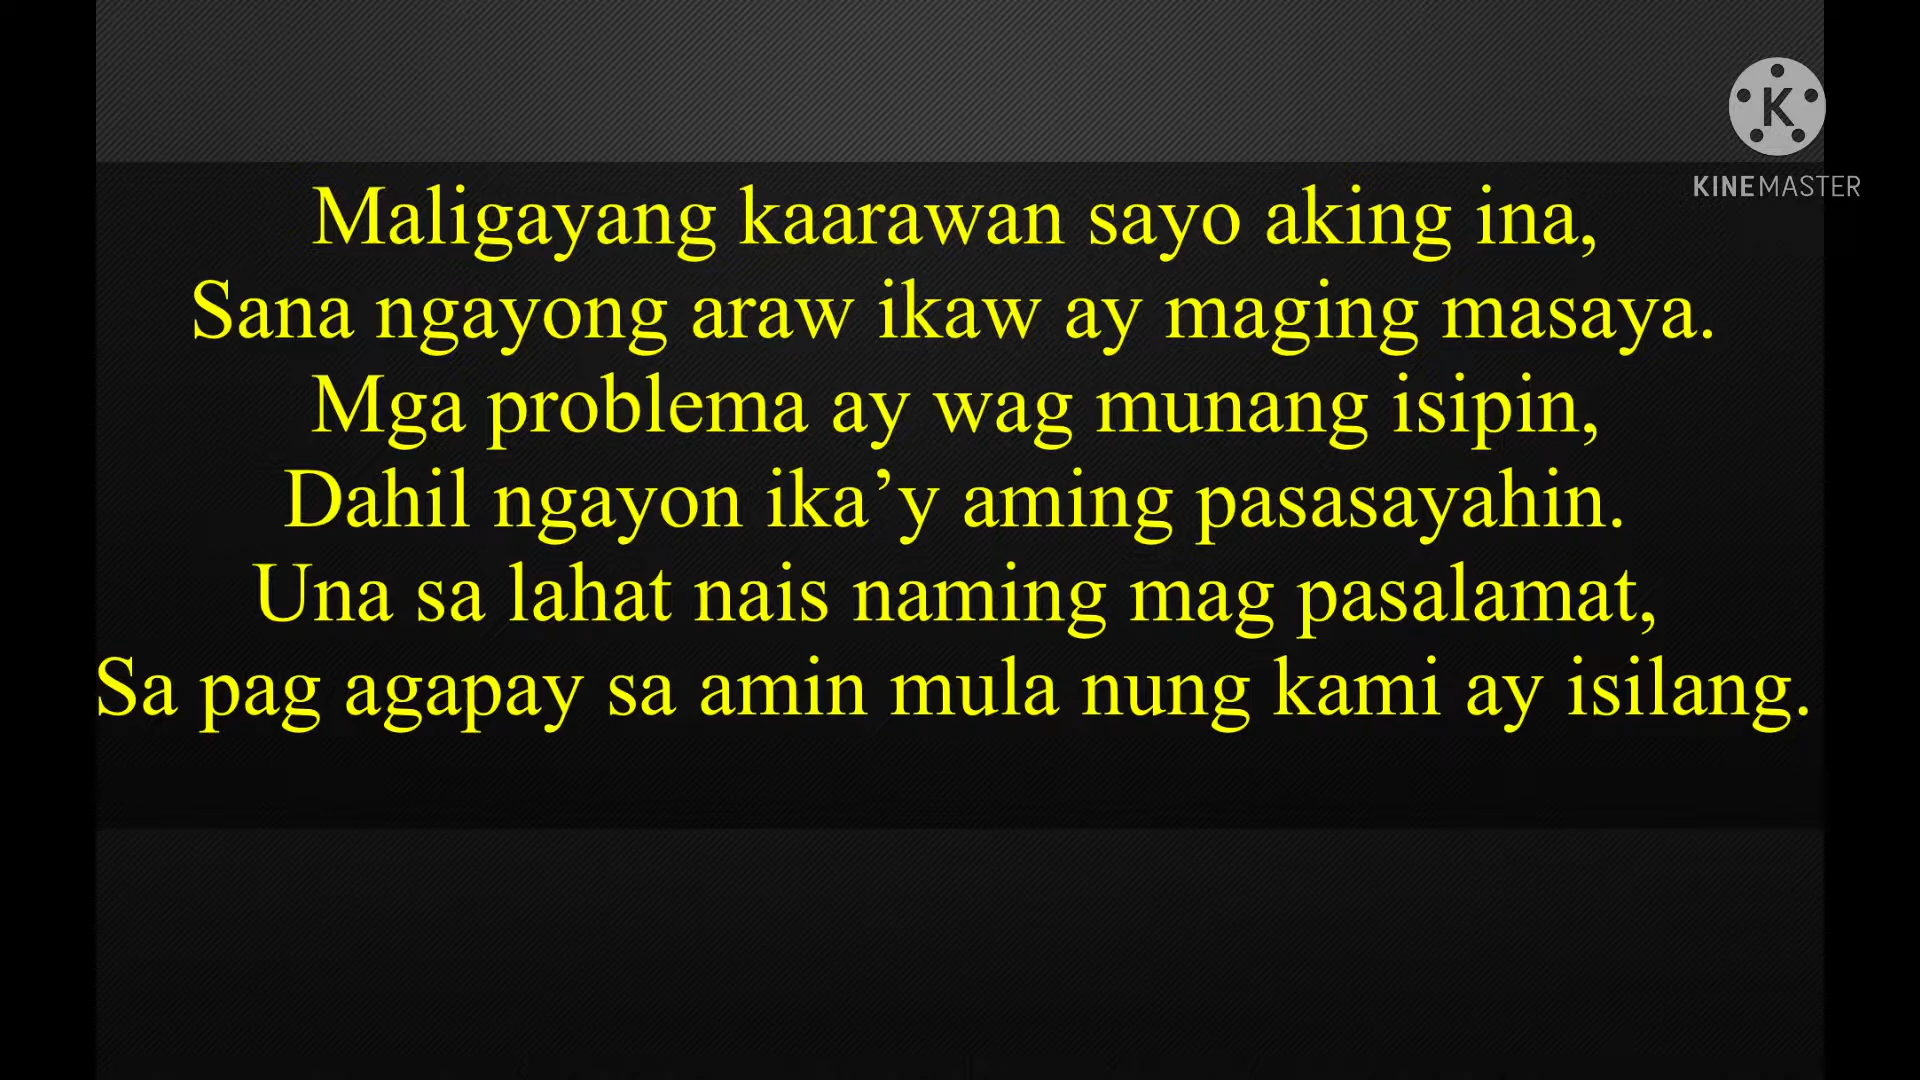 K
KINEMASTER
Maligayang kaarawan sayo aking ina,
Sana ngayong araw ikaw ay maging masaya.
Mga problema ay wag munang isipin,
Dahil ngayon ika’y aming pasasayahin.
Una sa lahat nais naming mag pasalamat,
Sa pag agapay sa amin mula nung kami ay isilang.